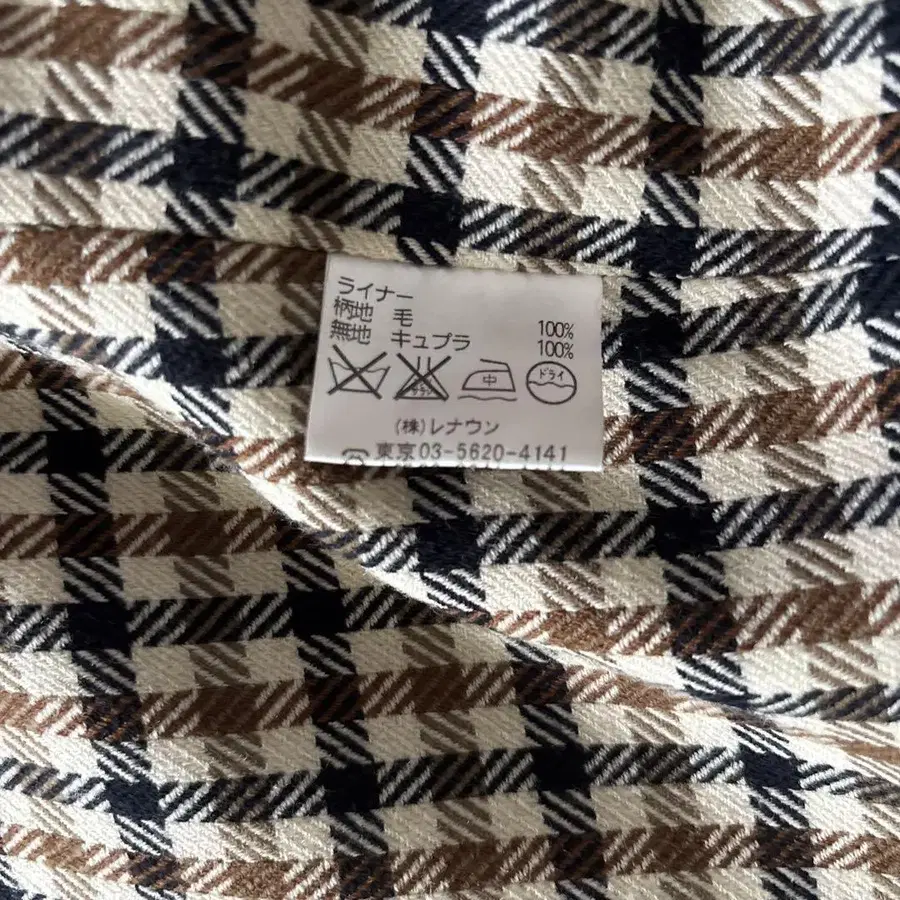 ライナー
柄地 毛 100%
無地 キュプラ 100%
中 ドライ
(株)レナウン
東京03-5620-4141